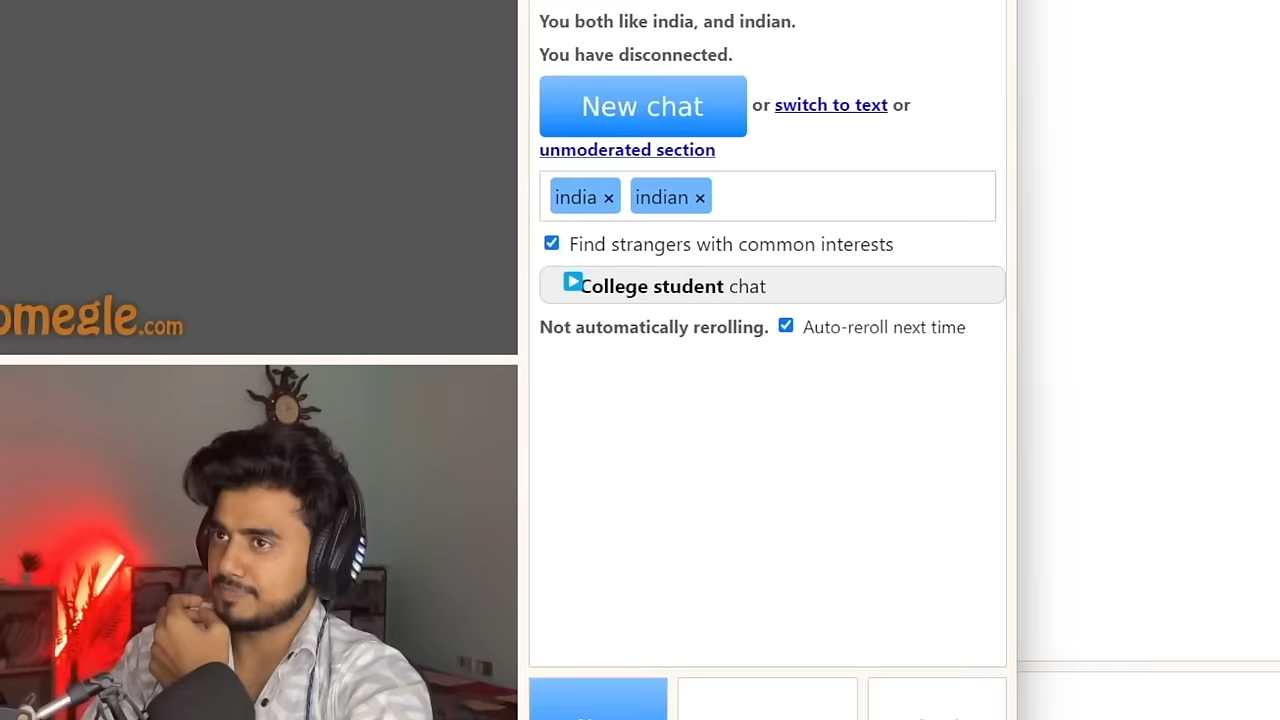 You both like india, and indian.
You have disconnected.
New chat or switch to text or
unmoderated section
india × indian ×
Find strangers with common interests
College student chat
omegle.com
Not automatically rerolling. Auto-reroll next time